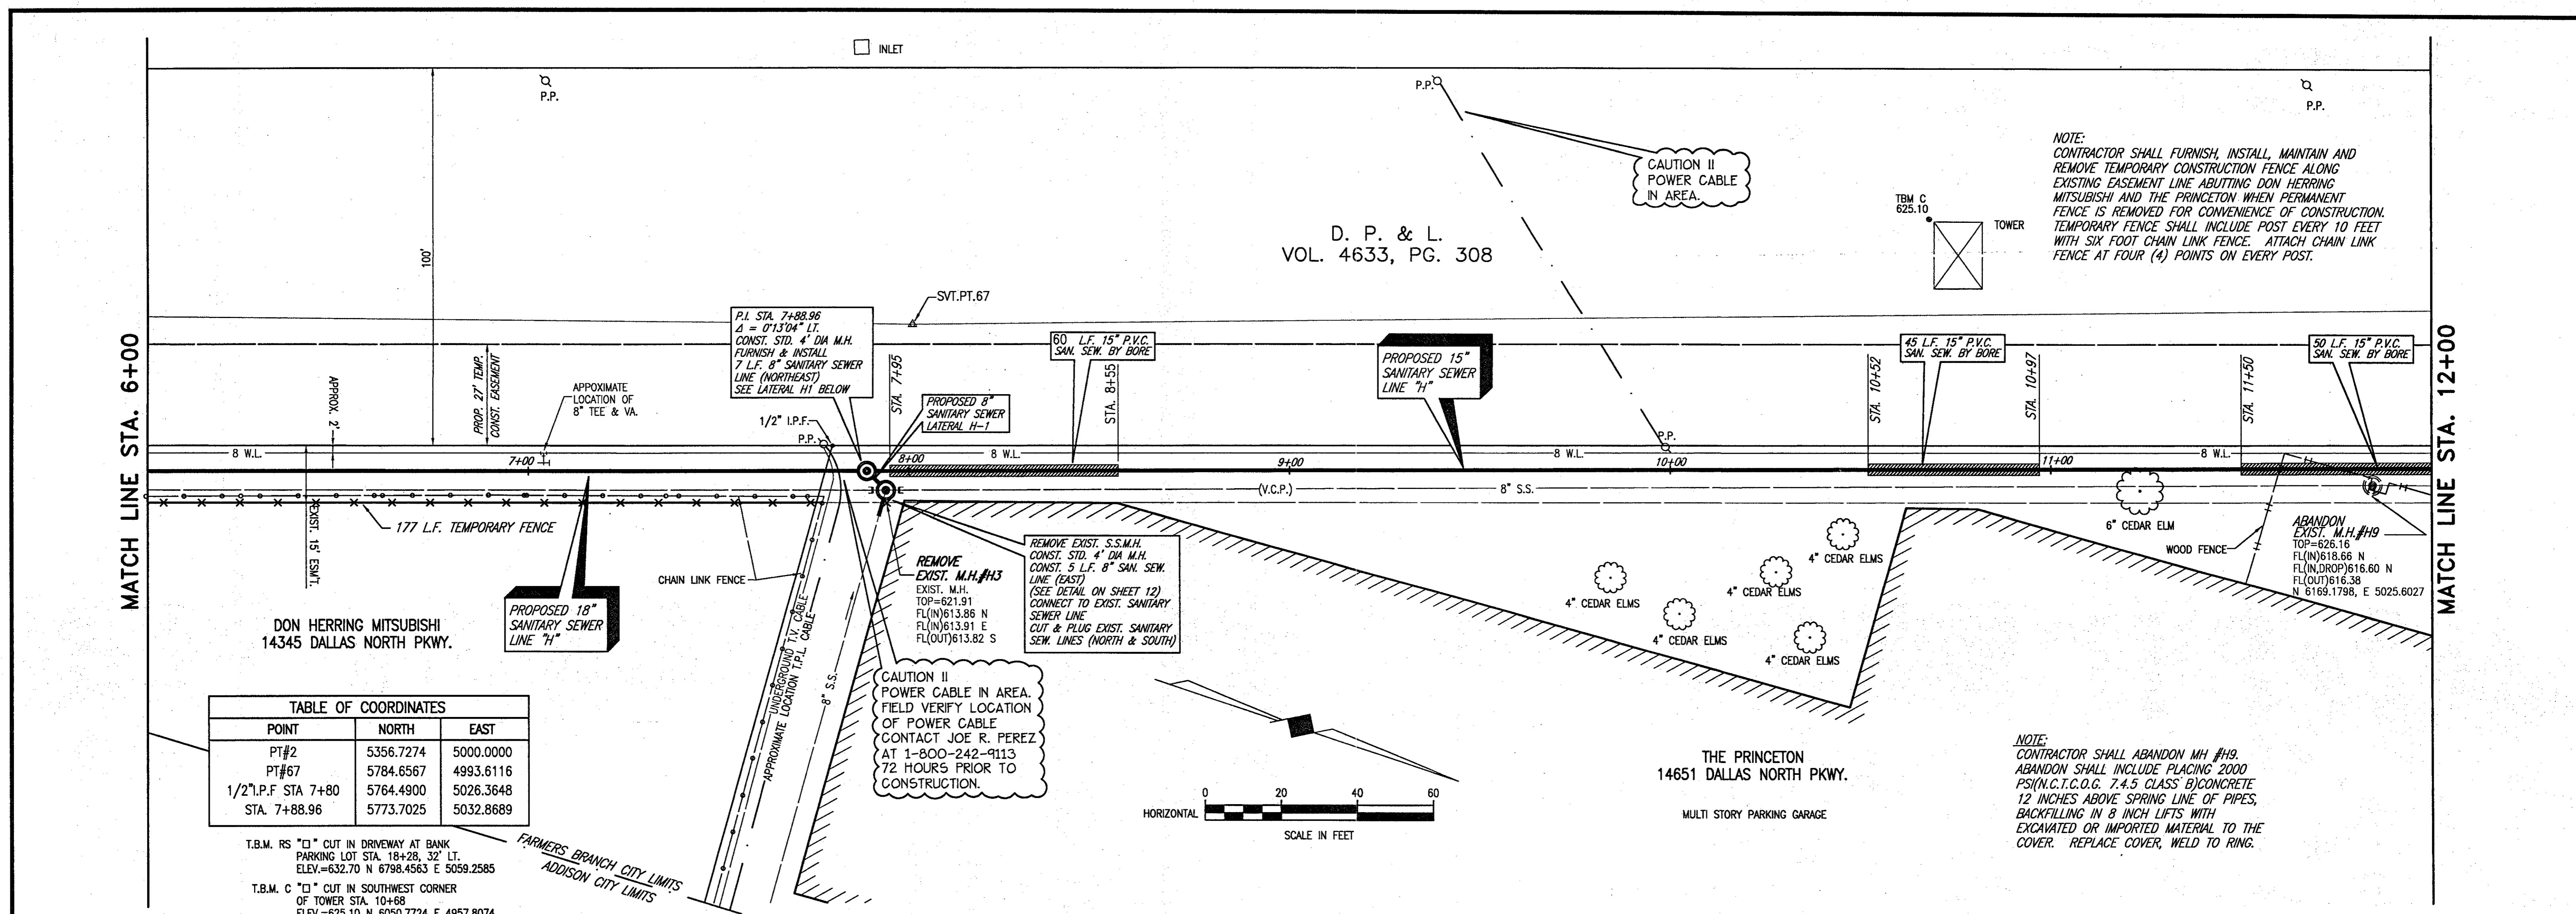 INLET
P.P.
P.P.
P.P.
CAUTION II
POWER CABLE
IN AREA.
NOTE:
CONTRACTOR SHALL FURNISH, INSTALL, MAINTAIN AND
REMOVE TEMPORARY CONSTRUCTION FENCE ALONG
EXISTING EASEMENT LINE ABUTTING DON HERRING
MITSUBISHI AND THE PRINCETON WHEN PERMANENT
FENCE IS REMOVED FOR CONVENIENCE OF CONSTRUCTION.
TEMPORARY FENCE SHALL INCLUDE POST EVERY 10 FEET
WITH SIX FOOT CHAIN LINK FENCE. ATTACH CHAIN LINK
FENCE AT FOUR (4) POINTS ON EVERY POST.
TBM C
625.10
TOWER
D. P. & L.
VOL. 4633, PG. 308
100'
SVT.PT.67
MATCH LINE STA. 6+00
MATCH LINE STA. 12+00
P.I. STA. 7+88.96
Δ = 0°13'04" LT.
CONST. STD. 4' DIA M.H.
FURNISH & INSTALL
7 L.F. 8" SANITARY SEWER
LINE (NORTHEAST)
SEE LATERAL H1 BELOW
60 L.F. 15" P.V.C.
SAN. SEW. BY BORE
PROPOSED 15"
SANITARY SEWER
LINE "H"
45 L.F. 15" P.V.C.
SAN. SEW. BY BORE
50 L.F. 15" P.V.C.
SAN. SEW. BY BORE
APPROX. 2'
PROP. 27' TEMP.
CONST. EASEMENT
APPOXIMATE
LOCATION OF
8" TEE & VA.
STA. 7+95
STA. 8+55
STA. 10+52
STA. 10+97
STA. 11+50
PROPOSED 8"
SANITARY SEWER
LATERAL H-1
1/2" I.P.F.
P.P.
P.P.
8 W.L.
8 W.L.
8 W.L.
8 W.L.
8 W.L.
7+00
8+00
9+00
10+00
11+00
(V.C.P.)
8" S.S.
EXIST. 15' ESM'T.
177 L.F. TEMPORARY FENCE
6" CEDAR ELM
WOOD FENCE
ABANDON
EXIST. M.H.#H9
TOP=626.16
FL(IN)618.66 N
FL(IN,DROP)616.60 N
FL(OUT)616.38
N 6169.1798, E 5025.6027
CHAIN LINK FENCE
REMOVE
EXIST. M.H.#H3
EXIST. M.H.
TOP=621.91
FL(IN)613.86 N
FL(IN)613.91 E
FL(OUT)613.82 S
REMOVE EXIST. S.S.M.H.
CONST. STD. 4' DIA M.H.
CONST. 5 L.F. 8" SAN. SEW.
LINE (EAST)
(SEE DETAIL ON SHEET 12)
CONNECT TO EXIST. SANITARY
SEWER LINE
CUT & PLUG EXIST. SANITARY
SEW. LINES (NORTH & SOUTH)
4" CEDAR ELMS
4" CEDAR ELMS
4" CEDAR ELMS
4" CEDAR ELMS
4" CEDAR ELMS
PROPOSED 18"
SANITARY SEWER
LINE "H"
DON HERRING MITSUBISHI
14345 DALLAS NORTH PKWY.
UNDERGROUND T.V. CABLE
APPROXIMATE LOCATION T.P.L. CABLE
8" S.S.
CAUTION II
POWER CABLE IN AREA.
FIELD VERIFY LOCATION
OF POWER CABLE
CONTACT JOE R. PEREZ
AT 1-800-242-9113
72 HOURS PRIOR TO
CONSTRUCTION.
TABLE OF COORDINATES
POINT NORTH EAST
PT#2 5356.7274 5000.0000
PT#67 5784.6567 4993.6116
1/2"I.P.F STA 7+80 5764.4900 5026.3648
STA. 7+88.96 5773.7025 5032.8689
0 20 40 60
HORIZONTAL
SCALE IN FEET
THE PRINCETON
14651 DALLAS NORTH PKWY.
MULTI STORY PARKING GARAGE
NOTE:
CONTRACTOR SHALL ABANDON MH #H9.
ABANDON SHALL INCLUDE PLACING 2000
PSI(N.C.T.C.O.G. 7.4.5 CLASS B)CONCRETE
12 INCHES ABOVE SPRING LINE OF PIPES,
BACKFILLING IN 8 INCH LIFTS WITH
EXCAVATED OR IMPORTED MATERIAL TO THE
COVER. REPLACE COVER, WELD TO RING.
T.B.M. RS "□" CUT IN DRIVEWAY AT BANK
PARKING LOT STA. 18+28, 32' LT.
ELEV.=632.70 N 6798.4563 E 5059.2585
FARMERS BRANCH CITY LIMITS
ADDISON CITY LIMITS
T.B.M. C "□" CUT IN SOUTHWEST CORNER
OF TOWER STA. 10+68
ELEV.=625.10 N 6050.7724 E 4957.8074